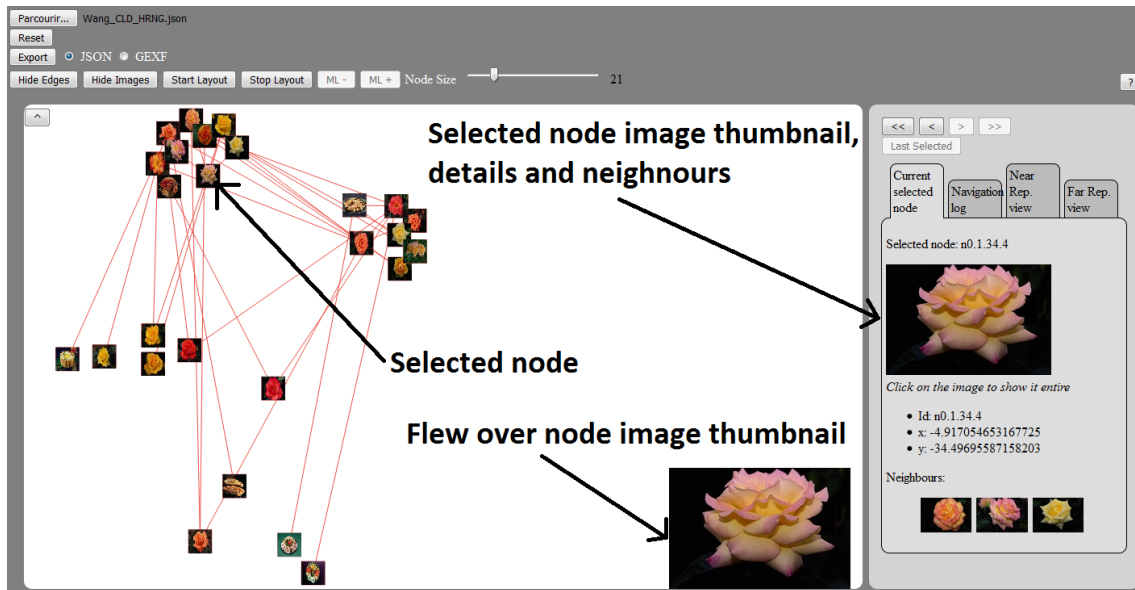 Parcourir... Wang_CLD_HRNG.json
Reset
Export JSON GEXF
Hide Edges Hide Images Start Layout Stop Layout ML - ML + Node Size 21
?
^
Selected node image thumbnail,
details and neighnours
Selected node
Flew over node image thumbnail
<< < > >>
Last Selected
Current
selected
node
Navigation
log
Near
Rep.
view
Far Rep.
view
Selected node: n0.1.34.4
Click on the image to show it entire
• Id: n0.1.34.4
• x: -4.917054653167725
• y: -34.49695587158203
Neighbours: